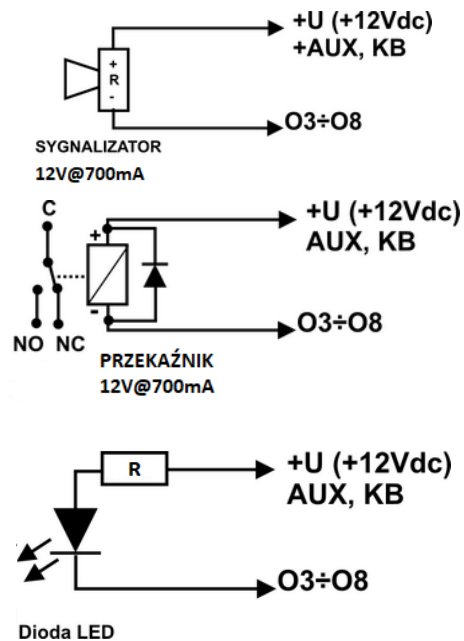 +U (+12Vdc)
+AUX, KB
+
R
-
O3÷O8
SYGNALIZATOR
12V@700mA
C
+
+U (+12Vdc)
AUX, KB
-
O3÷O8
NO NC
PRZEKAŹNIK
12V@700mA
R
+U (+12Vdc)
AUX, KB
O3÷O8
Dioda LED